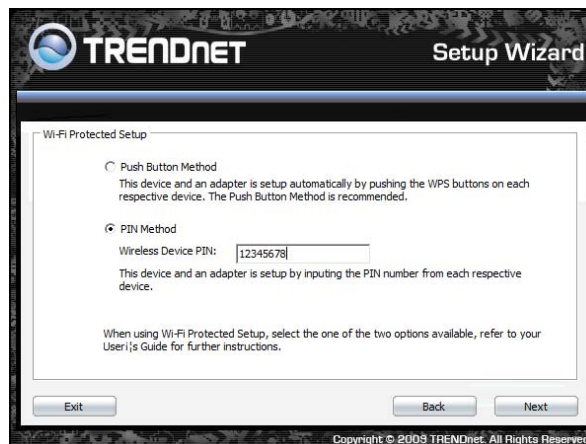 TRENDNET
Setup Wizard
Wi-Fi Protected Setup
Push Button Method
This device and an adapter is setup automatically by pushing the WPS buttons on each
respective device. The Push Button Method is recommended.
PIN Method
Wireless Device PIN: 12345678
This device and an adapter is setup by inputing the PIN number from each respective
device.
When using Wi-Fi Protected Setup, select the one of the two options available, refer to your
Useri¦s Guide for further instructions.
Exit
Back
Next
Copyright © 2009 TRENDnet. All Rights Reserve